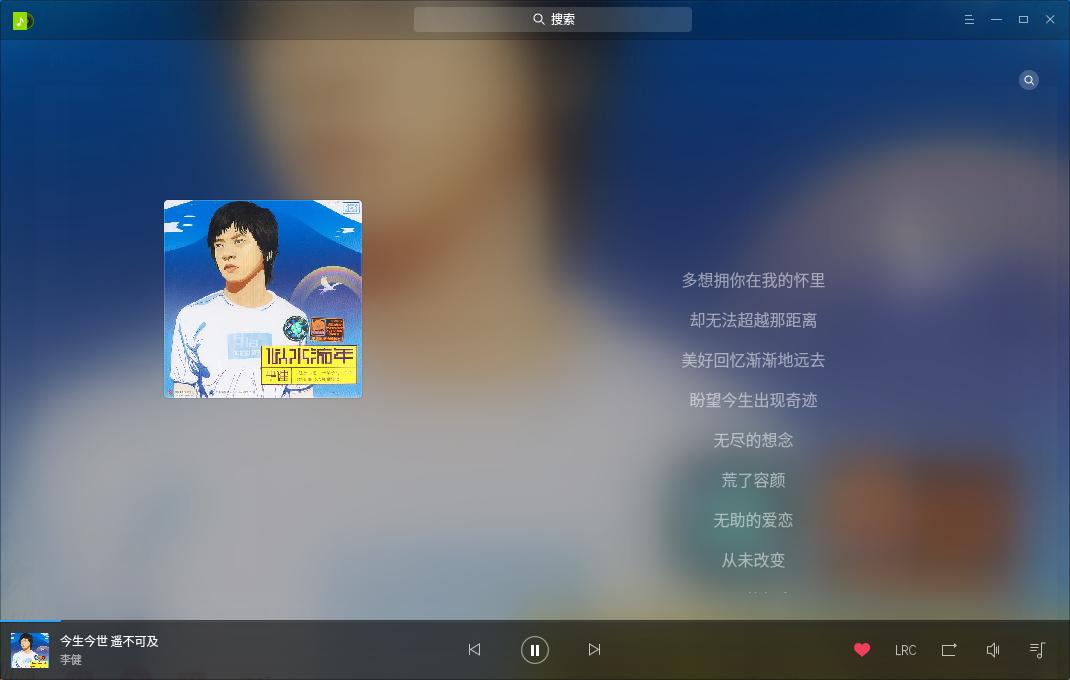 搜索
似水流年
李健
多想拥你在我的怀里
却无法超越那距离
美好回忆渐渐地远去
盼望今生出现奇迹
无尽的想念
荒了容颜
无助的爱恋
从未改变
今生今世 遥不可及
李健
LRC